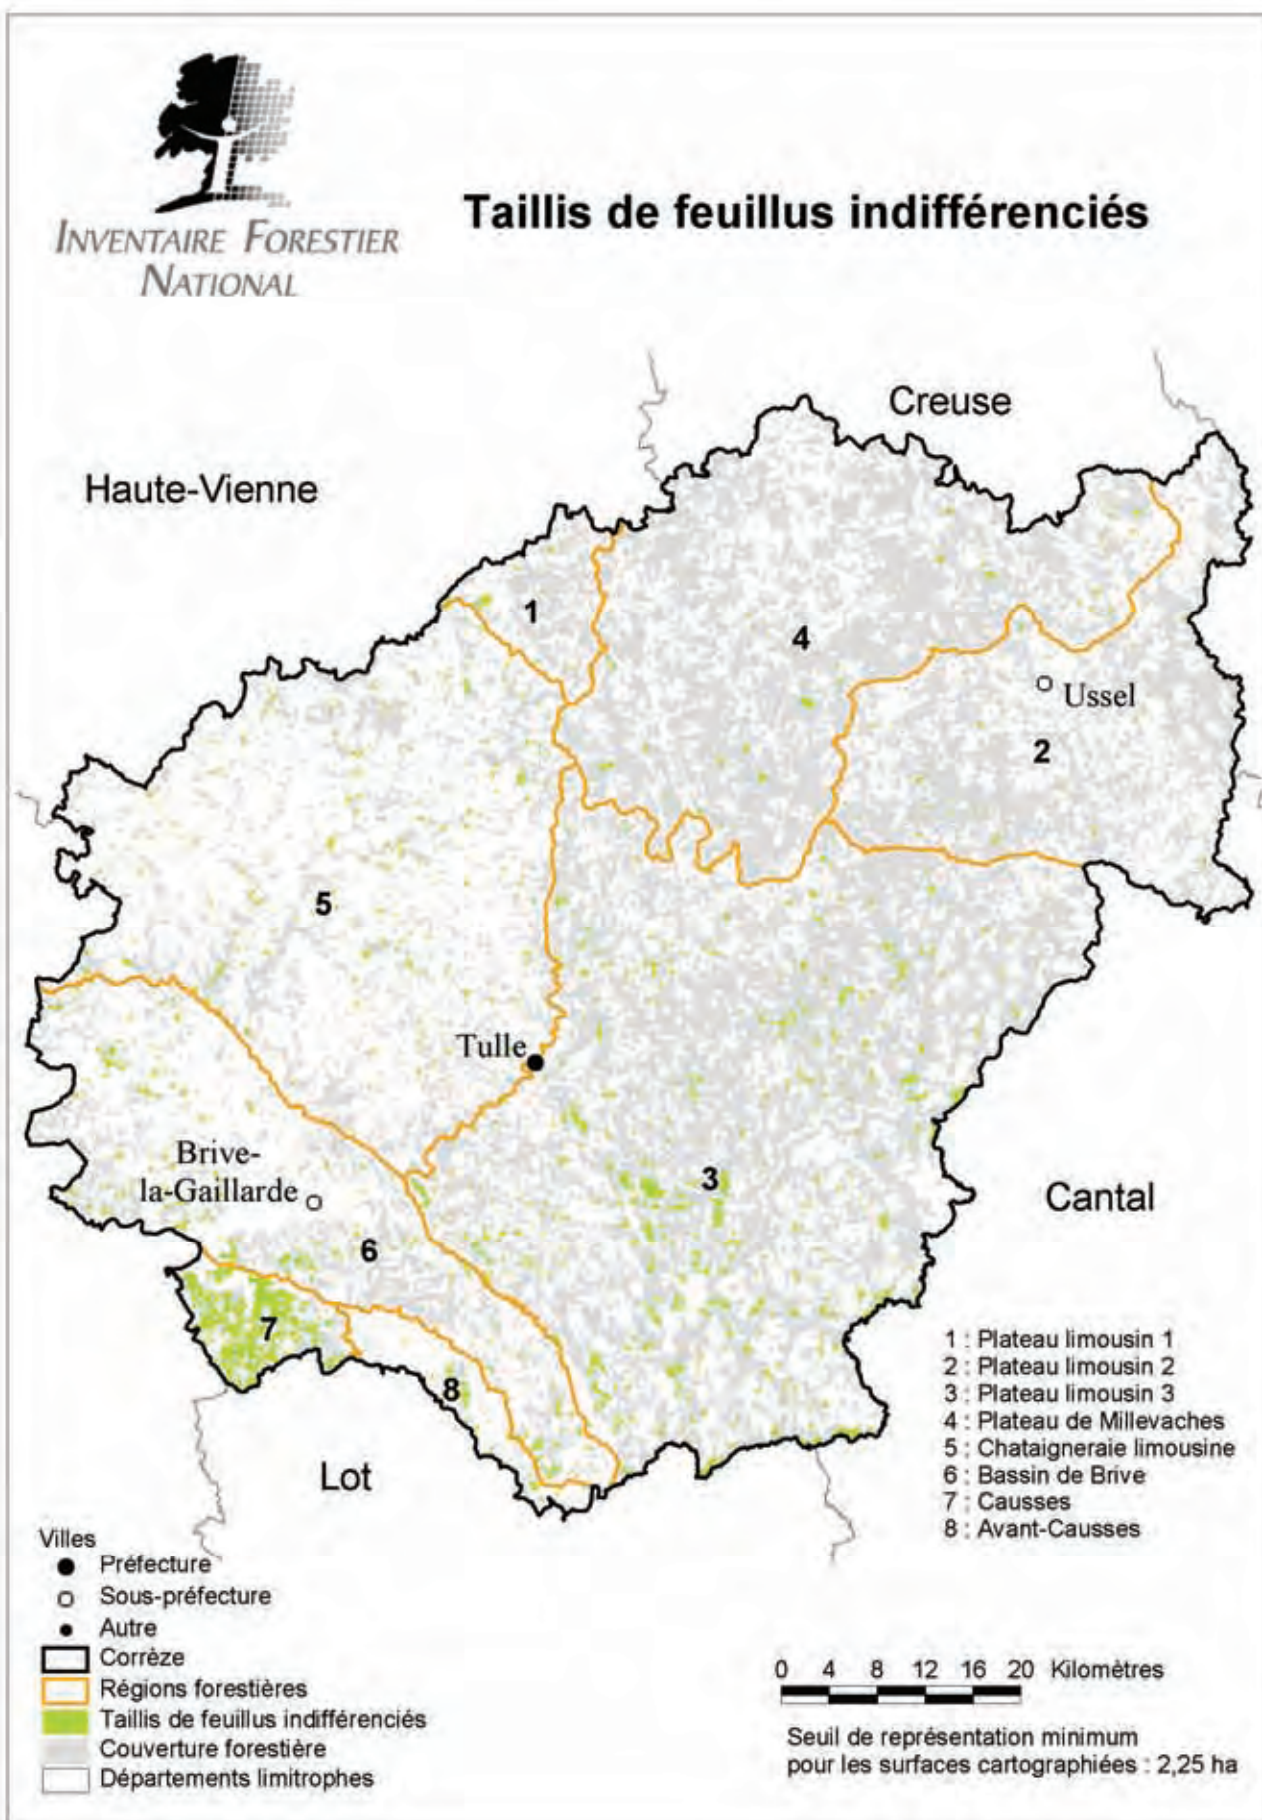 INVENTAIRE FORESTIER
NATIONAL
Taillis de feuillus indifférenciés
Creuse
Haute-Vienne
1
4
Ussel
2
5
Tulle
Brive-
la-Gaillarde
3
Cantal
6
7
8
Lot
1 : Plateau limousin 1
2 : Plateau limousin 2
3 : Plateau limousin 3
4 : Plateau de Millevaches
5 : Chataigneraie limousine
6 : Bassin de Brive
7 : Causses
8 : Avant-Causses
Villes
Préfecture
Sous-préfecture
Autre
Corrèze
Régions forestières
Taillis de feuillus indifférenciés
Couverture forestière
Départements limitrophes
0 4 8 12 16 20 Kilomètres
Seuil de représentation minimum
pour les surfaces cartographiées : 2,25 ha